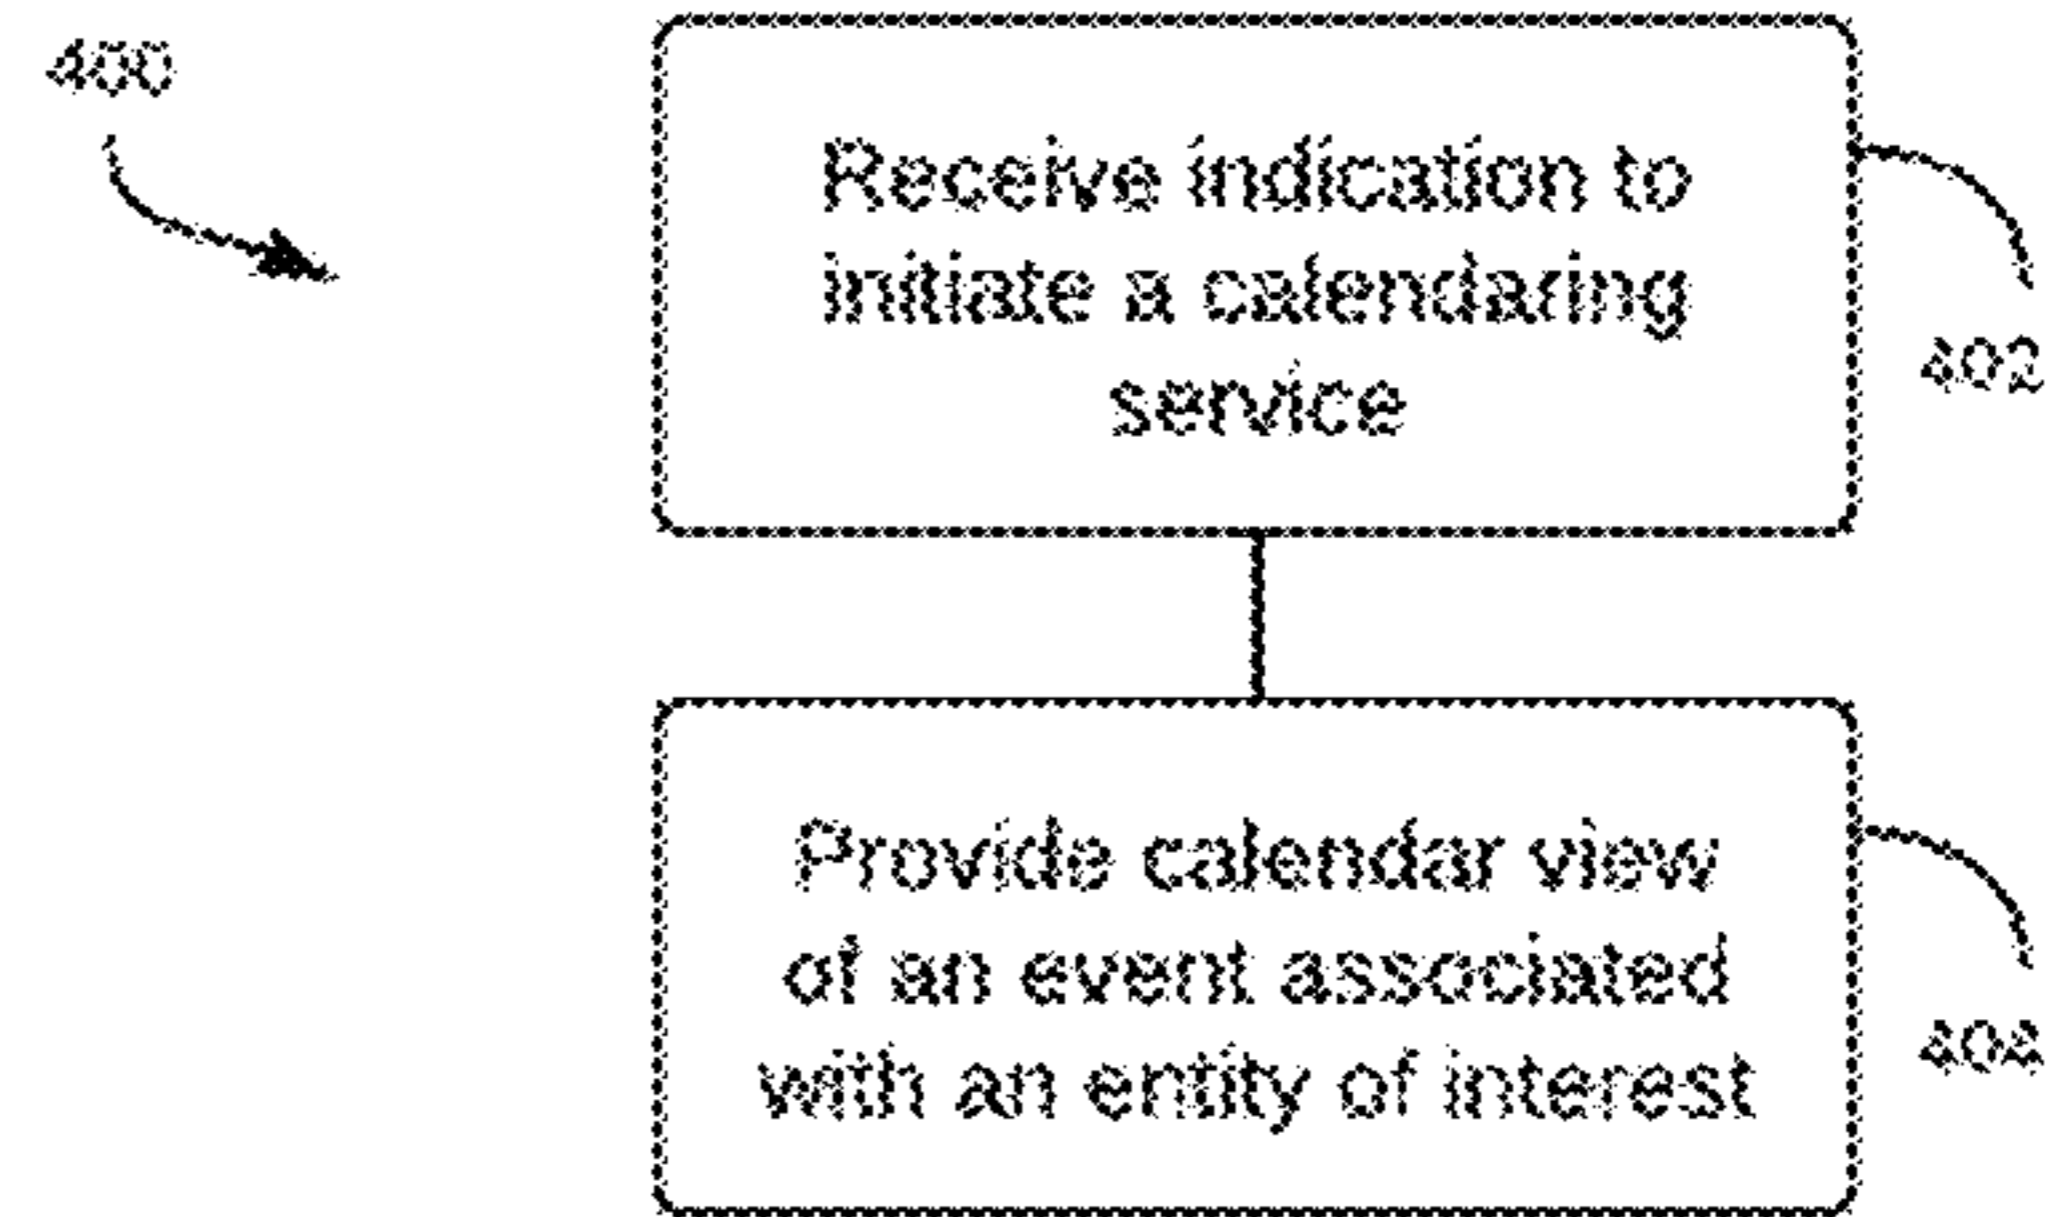 400
Receive indication to
initiate a calendaring
service
402
Provide calendar view
of an event associated
with an entity of interest
404